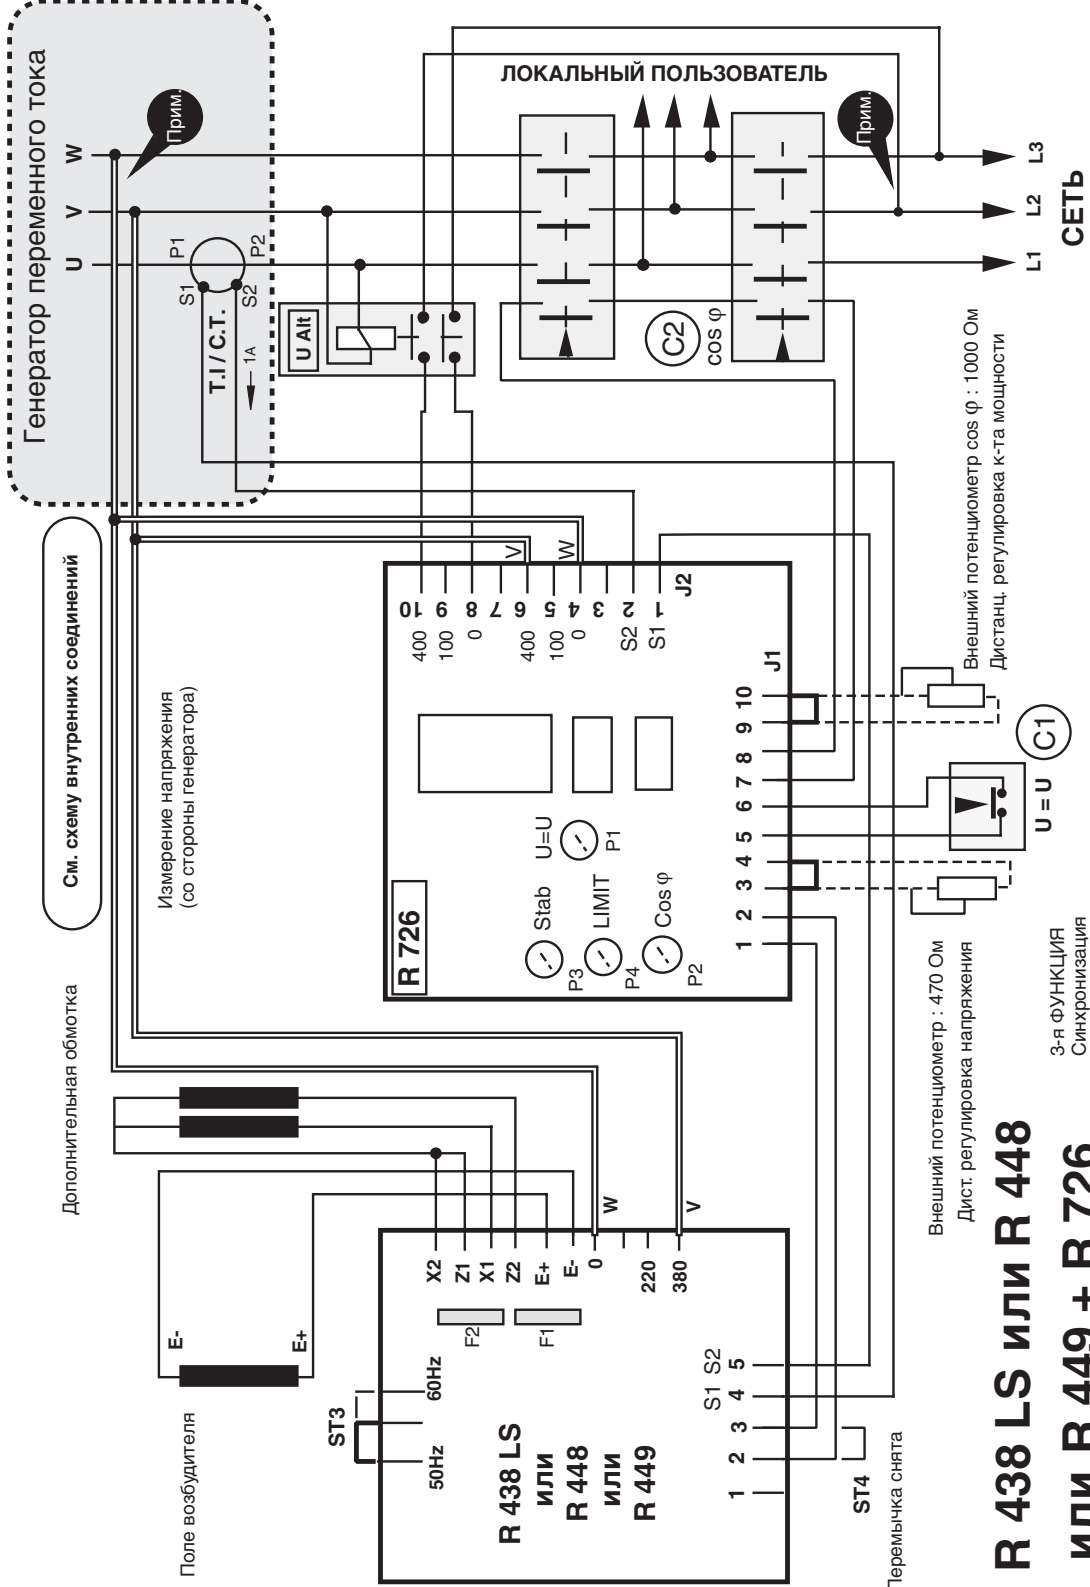 Генератор переменного тока
W
V
U
Прим.
P1
P2
S1
S2
T.I / C.T.
1A
U Alt
ЛОКАЛЬНЫЙ ПОЛЬЗОВАТЕЛЬ
C2
cos φ
Прим.
L1
L2
L3
СЕТЬ
См. схему внутренних соединений
Измерение напряжения
(со стороны генератора)
Дополнительная обмотка
V
W
10
9
8
7
6
5
4
3
2
1
400
100
0
400
100
0
S2
S1
J2
J1
R 726
Stab
LIMIT
Cos φ
U=U
P3
P4
P2
P1
1
2
3
4
5
6
7
8
9
10
Внешний потенциометр cos φ : 1000 Ом
Дистанц. регулировка к-та мощности
C1
U = U
Внешний потенциометр : 470 Ом
Дист. регулировка напряжения
3-я ФУНКЦИЯ
Синхронизация
Поле возбудителя
E-
E+
X2
Z1
X1
Z2
E+
E-
0
220
380
W
V
F2
F1
ST3
50Hz
60Hz
R 438 LS
или
R 448
или
R 449
S1
S2
1
2
3
4
5
ST4
Перемычка снята
R 438 LS или R 448
или R 449 + R 726